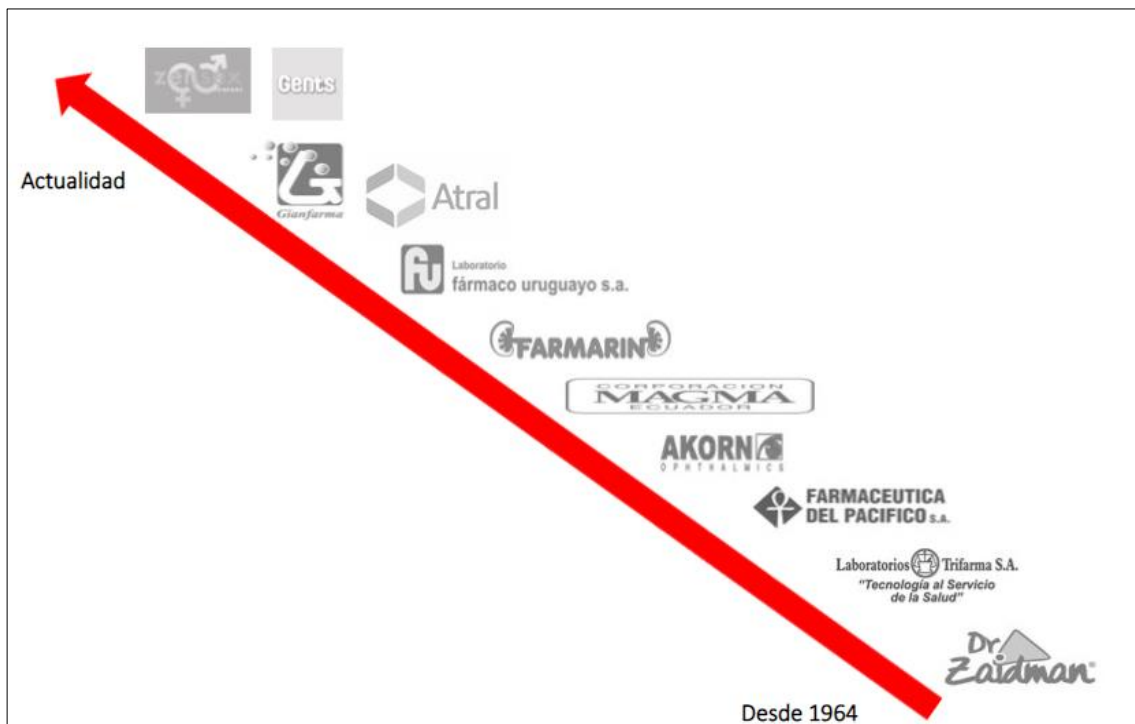 zensex
Gents
Actualidad
Gianfarma
Atral
Laboratorio
fármaco uruguayo s.a.
FARMARIN
CORPORACION
MAGMA
ECUADOR
AKORN
OPHTHALMICS
FARMACEUTICA
DEL PACIFICO S.A.
Laboratorios Trifarma S.A.
"Tecnología al Servicio
de la Salud"
Dr.
Zaidman®
Desde 1964